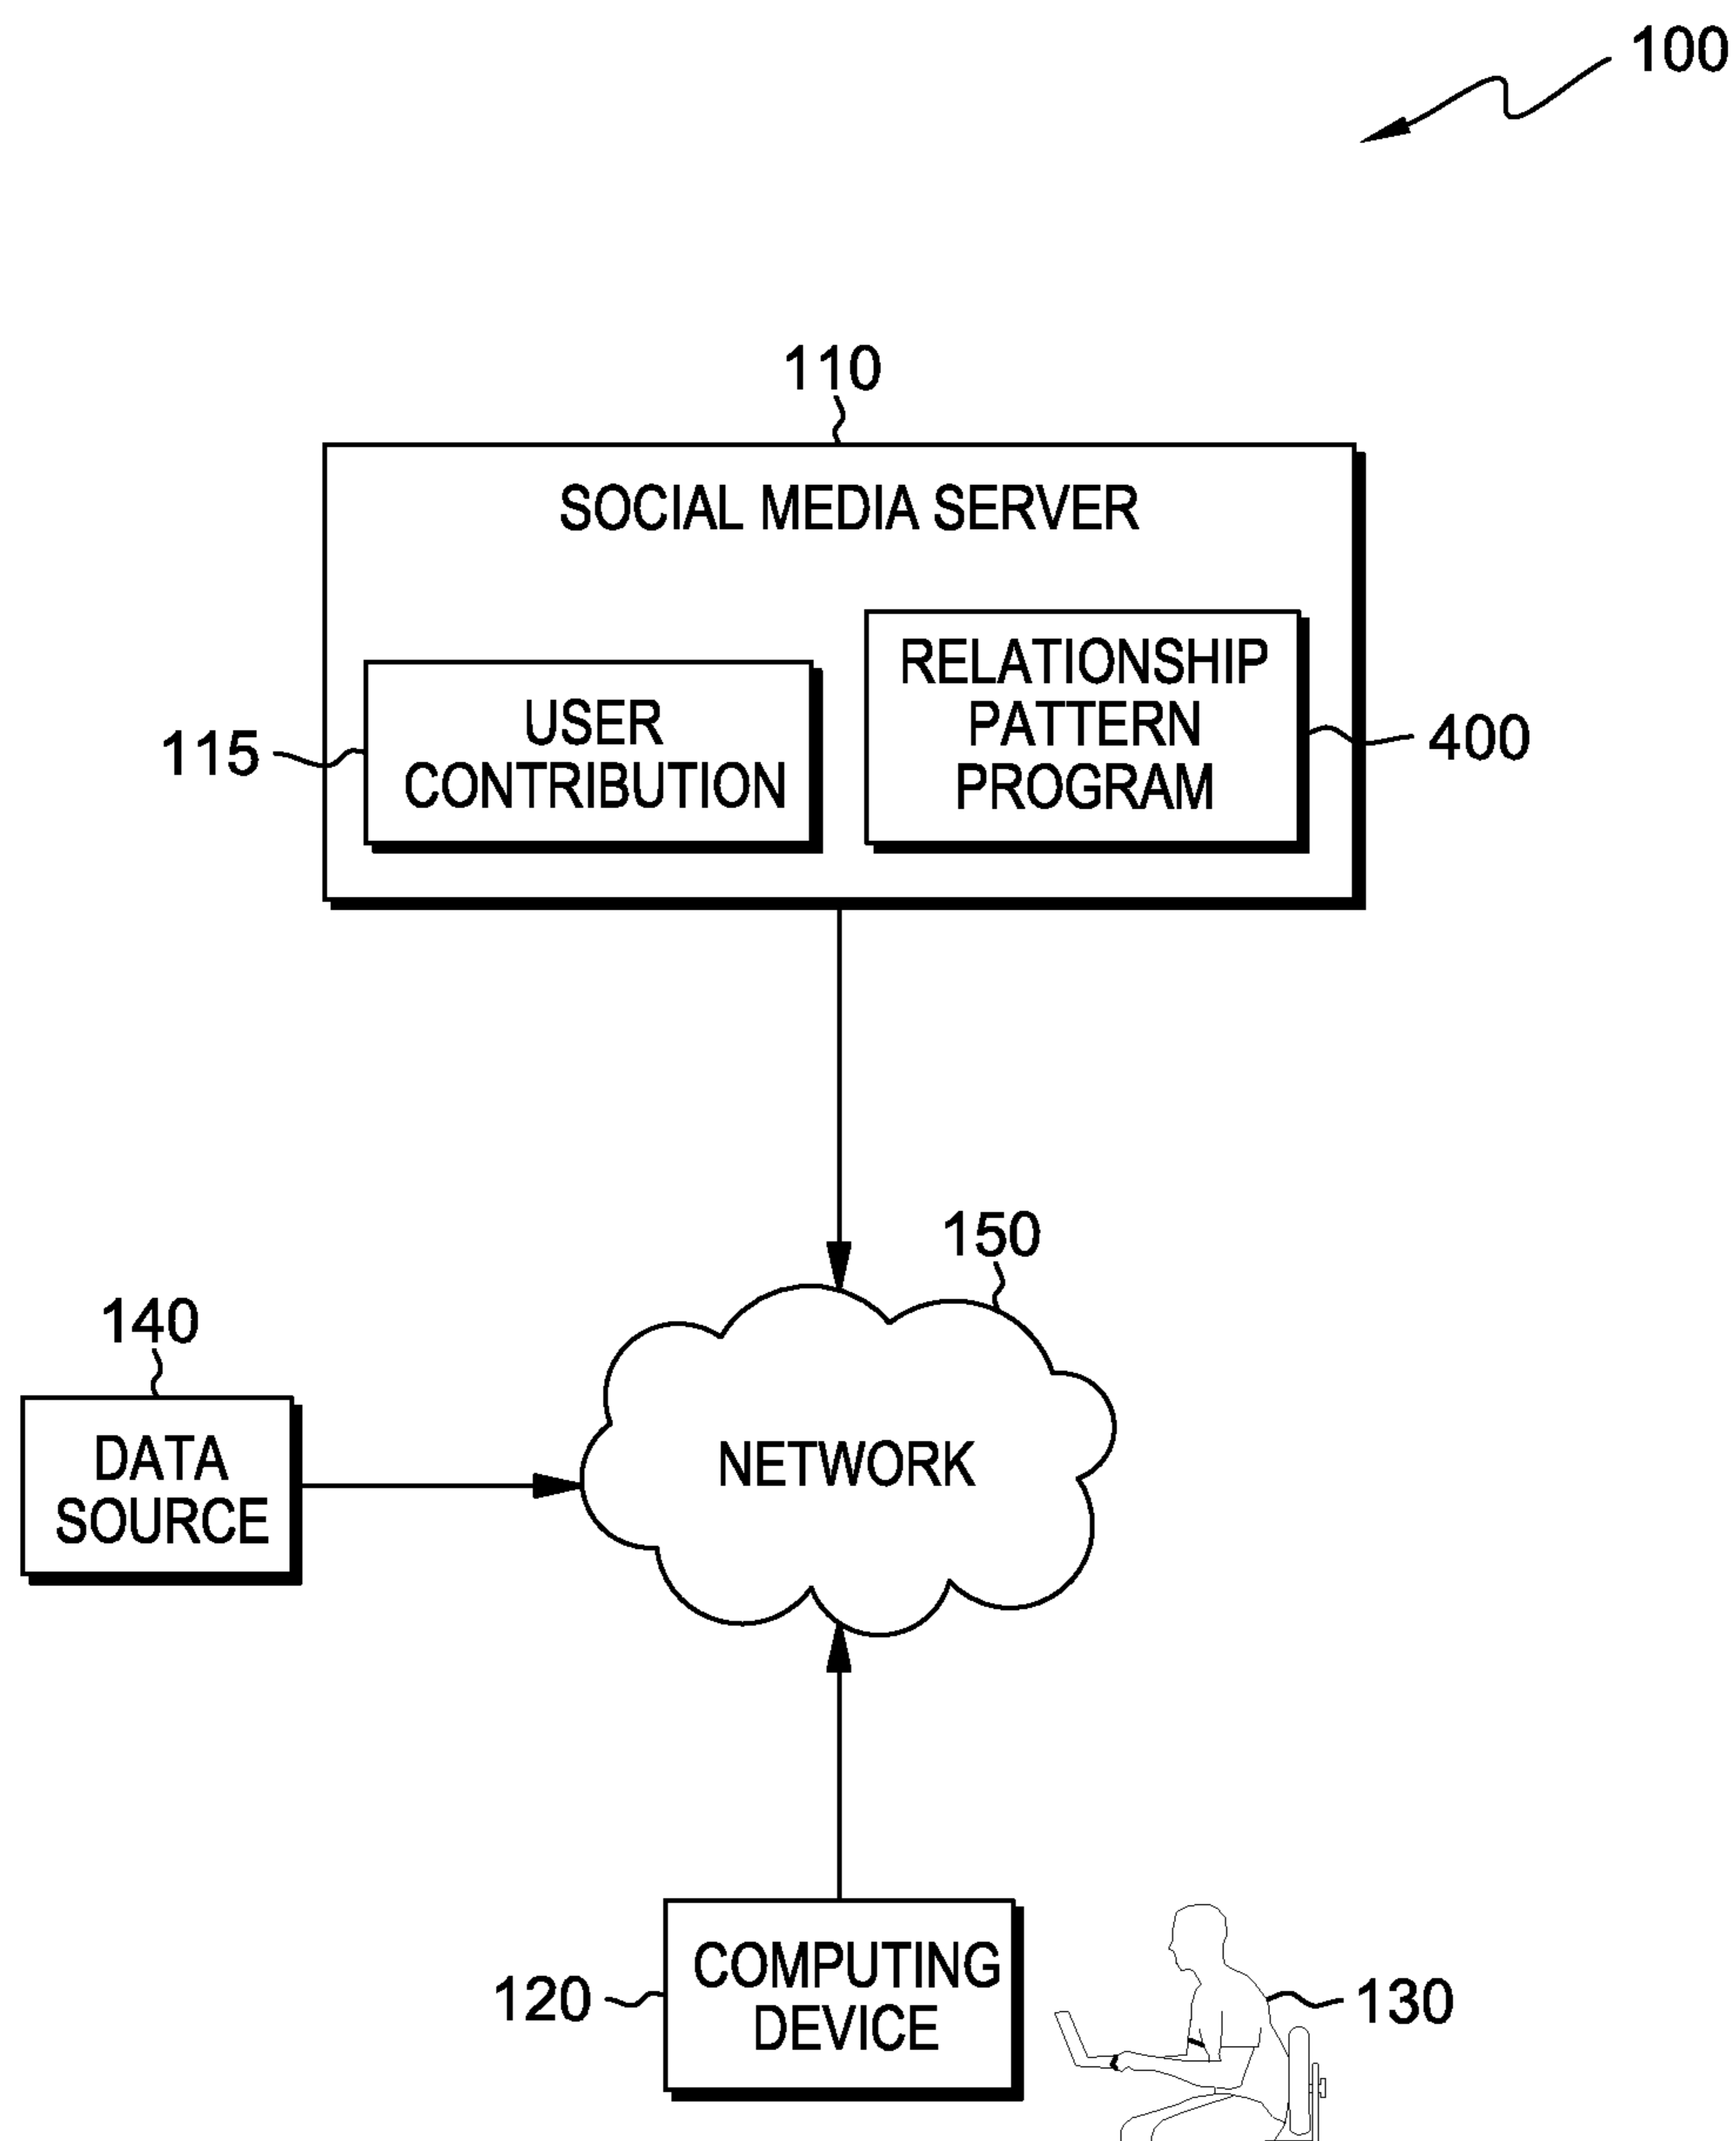 100
110
SOCIAL MEDIA SERVER
RELATIONSHIP
PATTERN
PROGRAM
USER
CONTRIBUTION
115
400
150
140
DATA
SOURCE
NETWORK
COMPUTING
DEVICE
120
130